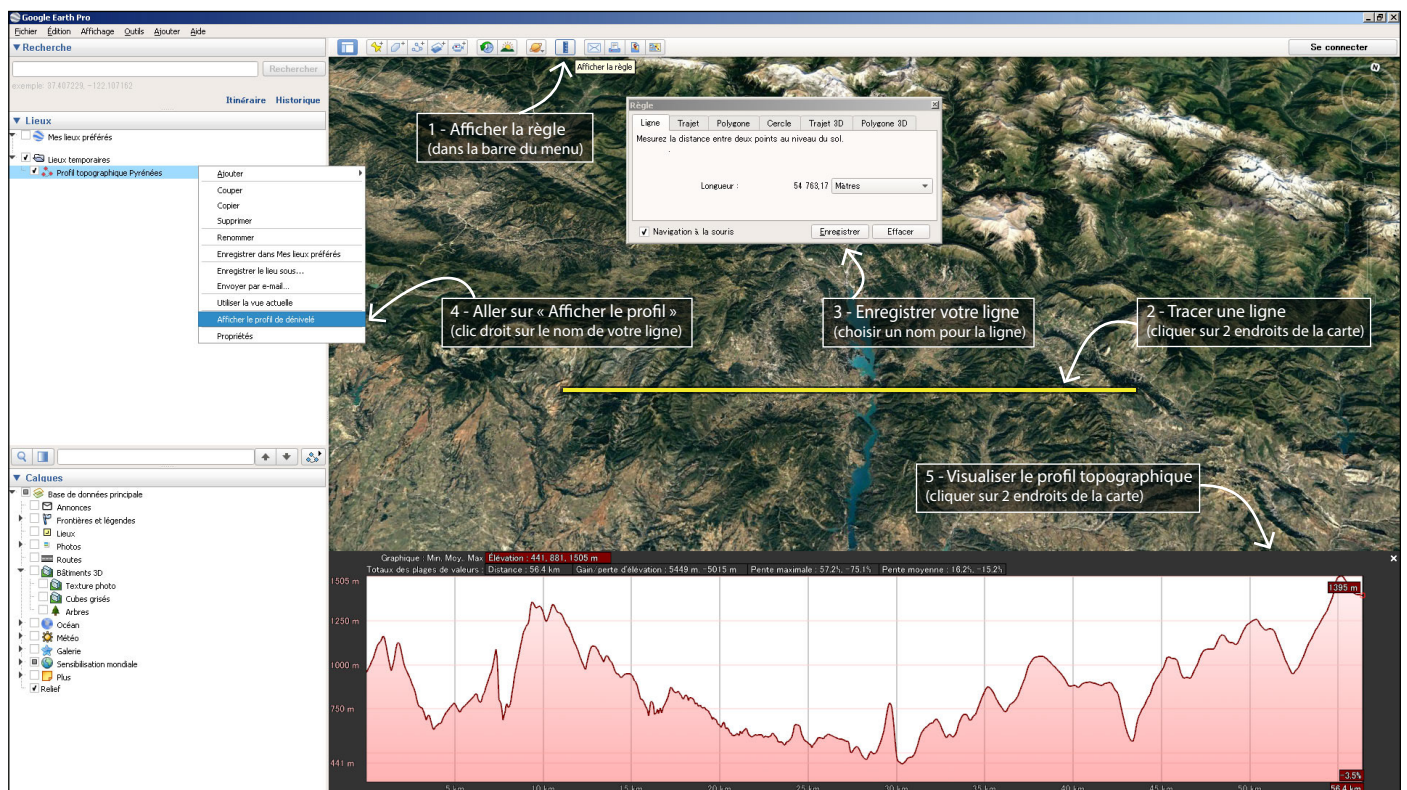 Google Earth Pro
Fichier Édition Affichage Outils Ajouter Aide
▼ Recherche
Rechercher
exemple: 37.407229, -122.107162
Itinéraire Historique
▼ Lieux
Mes lieux préférés
Lieux temporaires
Profil topographique Pyrénées
Ajouter
Couper
Copier
Supprimer
Renommer
Enregistrer dans Mes lieux préférés
Enregistrer le lieu sous...
Envoyer par e-mail...
Utiliser la vue actuelle
Afficher le profil de dénivelé
Propriétés
▼ Calques
Base de données principale
Annonces
Frontières et légendes
Lieux
Photos
Routes
Bâtiments 3D
Texture photo
Cubes grisés
Arbres
Océan
Météo
Galerie
Sensibilisation mondiale
Plus
Relief
Se connecter
Afficher la règle
N
1 - Afficher la règle
(dans la barre du menu)
Règle
Ligne Trajet Polygone Cercle Trajet 3D Polygone 3D
Mesurez la distance entre deux points au niveau du sol.
Longueur : 54 763,17 Mètres
Navigation à la souris Enregistrer Effacer
4 - Aller sur « Afficher le profil »
(clic droit sur le nom de votre ligne)
3 - Enregistrer votre ligne
(choisir un nom pour la ligne)
2 - Tracer une ligne
(cliquer sur 2 endroits de la carte)
5 - Visualiser le profil topographique
(cliquer sur 2 endroits de la carte)
Graphique : Min, Moy, Max Élévation : 441, 881, 1505 m
Totaux des plages de valeurs : Distance : 56.4 km Gain/perte d'élévation : 5449 m, -5015 m Pente maximale : 57.2%, -75.1% Pente moyenne : 16.2%, -15.2%
1505 m
1395 m
1250 m
1000 m
750 m
441 m
-3.5%
5 km 10 km 15 km 20 km 25 km 30 km 35 km 40 km 45 km 50 km 56.4 km